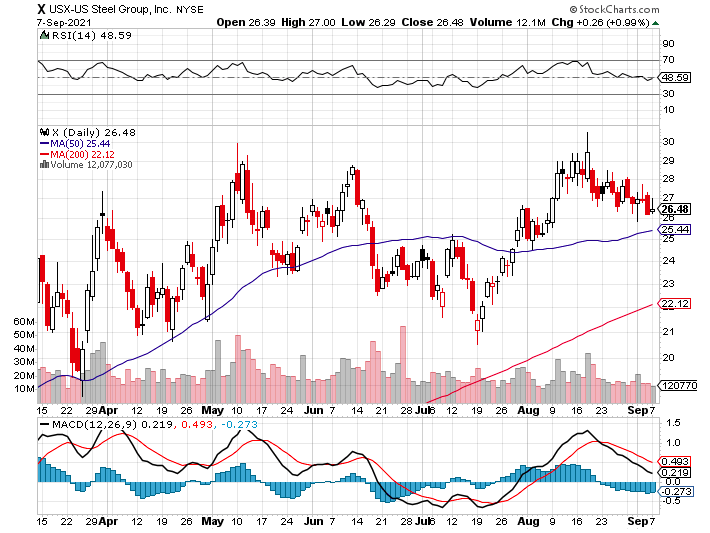 X USX-US Steel Group, Inc. NYSE © StockCharts.com
7-Sep-2021 Open 26.39 High 27.00 Low 26.29 Close 26.48 Volume 12.1M Chg +0.26 (+0.99%)
RSI(14) 48.59
90
70
50
48.59
30
10
X (Daily) 26.48
MA(50) 25.44
MA(200) 22.12
Volume 12,077,030
30
29
28
27
26.48
26
25.44
25
24
23
22.12
21
20
60M
50M
40M
30M
20M
10M
120770
15 22 29 Apr 12 19 26 May 10 17 24 Jun 7 14 21 28 Jul 6 12 19 26 Aug 9 16 23 Sep 7
MACD(12,26,9) 0.219, 0.493, -0.273
1.5
1.0
0.493
0.219
0.0
-0.273
-0.5
15 22 29 Apr 12 19 26 May 10 17 24 Jun 7 14 21 28 Jul 6 12 19 26 Aug 9 16 23 Sep 7